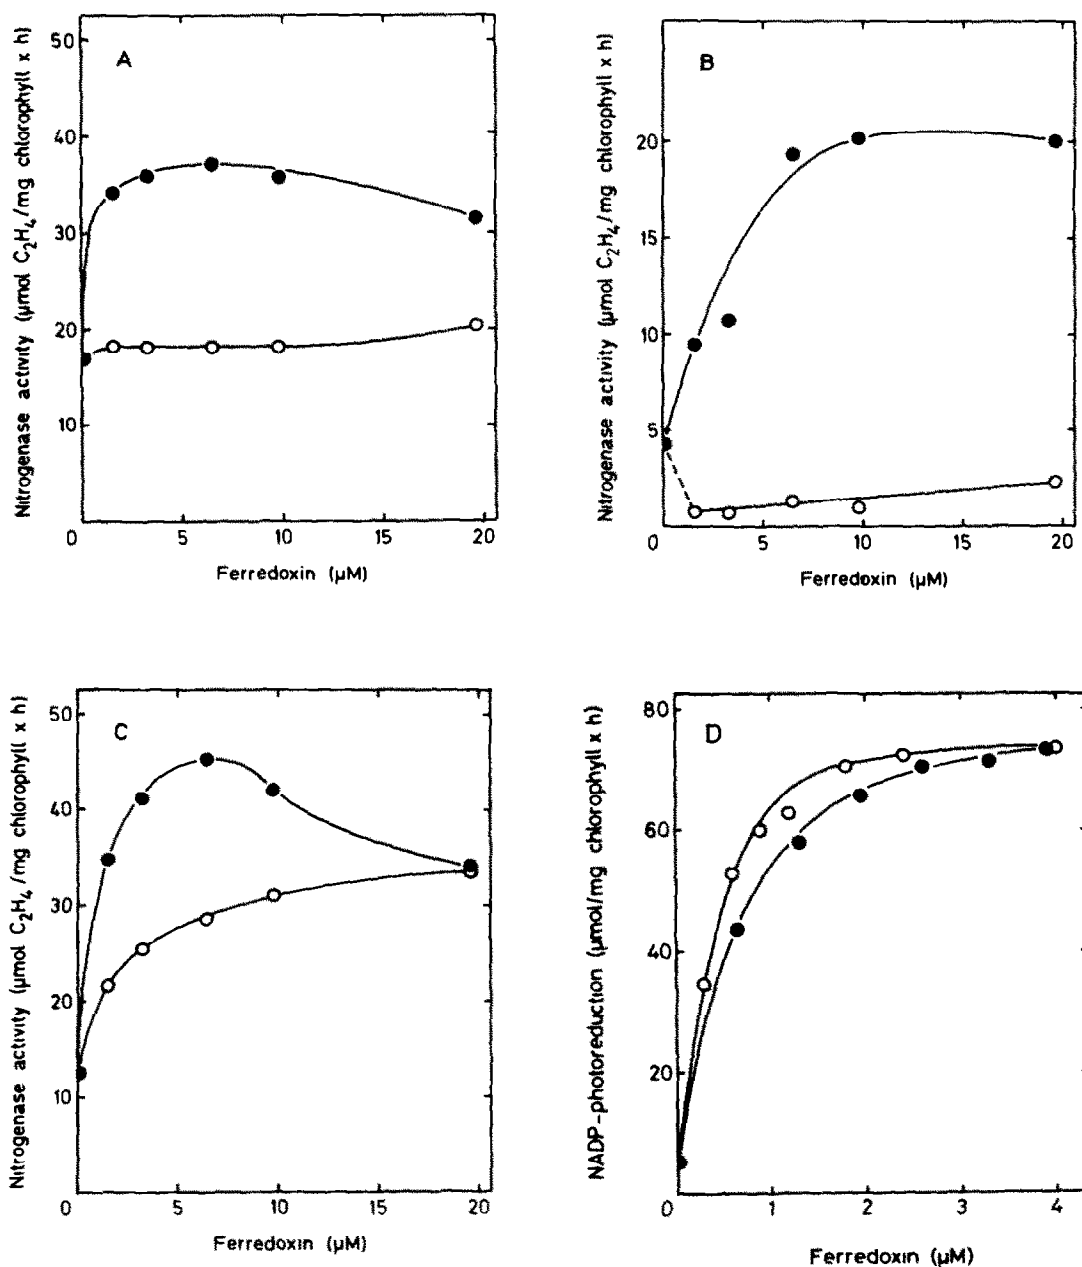 Nitrogenase activity (μmol C₂H₄/mg chlorophyll x h)
A
50
40
30
20
10
0 5 10 15 20
Ferredoxin (μM)
Nitrogenase activity (μmol C₂H₄/mg chlorophyll x h)
B
20
15
10
5
0 5 10 15 20
Ferredoxin (μM)
Nitrogenase activity (μmol C₂H₄/mg chlorophyll x h)
C
50
40
30
20
10
0 5 10 15 20
Ferredoxin (μM)
NADP-photoreduction (μmol/mg chlorophyll x h)
D
80
60
40
20
0 1 2 3 4
Ferredoxin (μM)